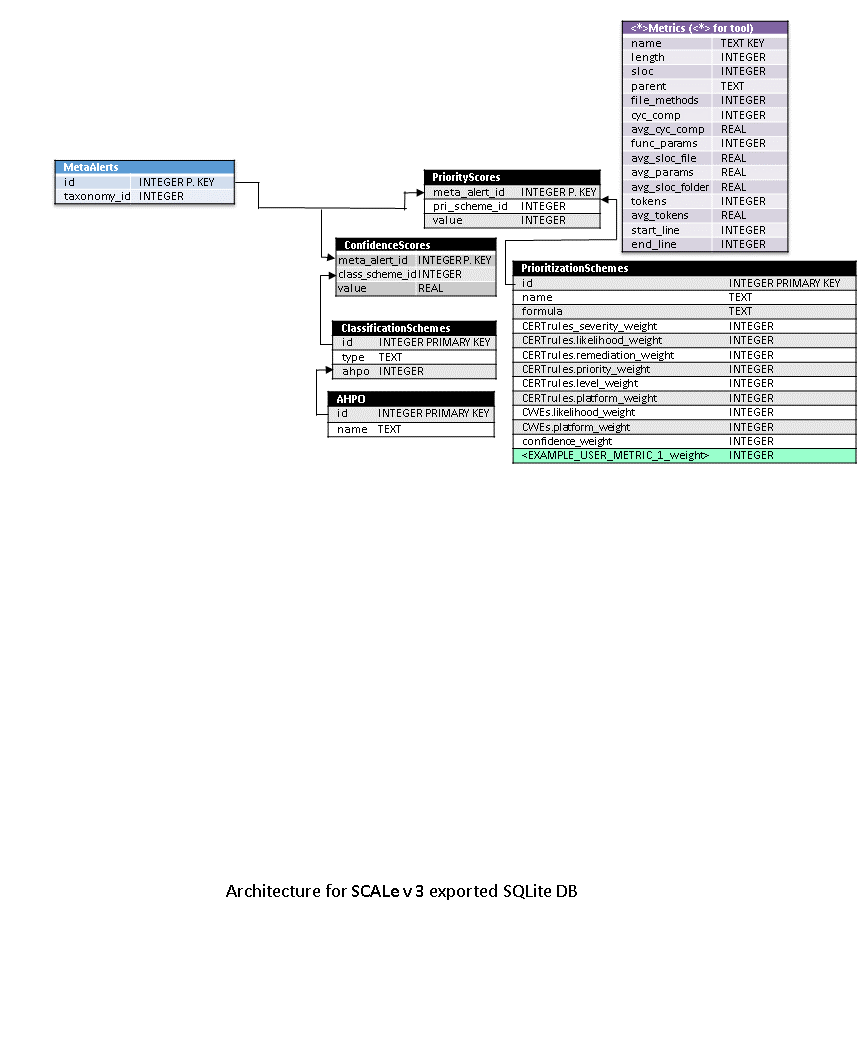 <*>Metrics (<*> for tool)
name TEXT KEY
length INTEGER
sloc INTEGER
parent TEXT
file_methods INTEGER
cyc_comp INTEGER
avg_cyc_comp REAL
func_params INTEGER
avg_sloc_file REAL
avg_params REAL
avg_sloc_folder REAL
tokens INTEGER
avg_tokens REAL
start_line INTEGER
end_line INTEGER
MetaAlerts
id INTEGER P. KEY
taxonomy_id INTEGER
PriorityScores
meta_alert_id INTEGER P. KEY
pri_scheme_id INTEGER
value INTEGER
ConfidenceScores
meta_alert_id INTEGER P. KEY
class_scheme_id INTEGER
value REAL
PrioritizationSchemes
id INTEGER PRIMARY KEY
name TEXT
formula TEXT
CERTrules_severity_weight INTEGER
CERTrules.likelihood_weight INTEGER
CERTrules.remediation_weight INTEGER
CERTrules.priority_weight INTEGER
CERTrules.level_weight INTEGER
CERTrules.platform_weight INTEGER
CWEs.likelihood_weight INTEGER
CWEs.platform_weight INTEGER
confidence_weight INTEGER
<EXAMPLE_USER_METRIC_1_weight> INTEGER
ClassificationSchemes
id INTEGER PRIMARY KEY
type TEXT
ahpo INTEGER
AHPO
id INTEGER PRIMARY KEY
name TEXT
Architecture for SCALe v3 exported SQLite DB